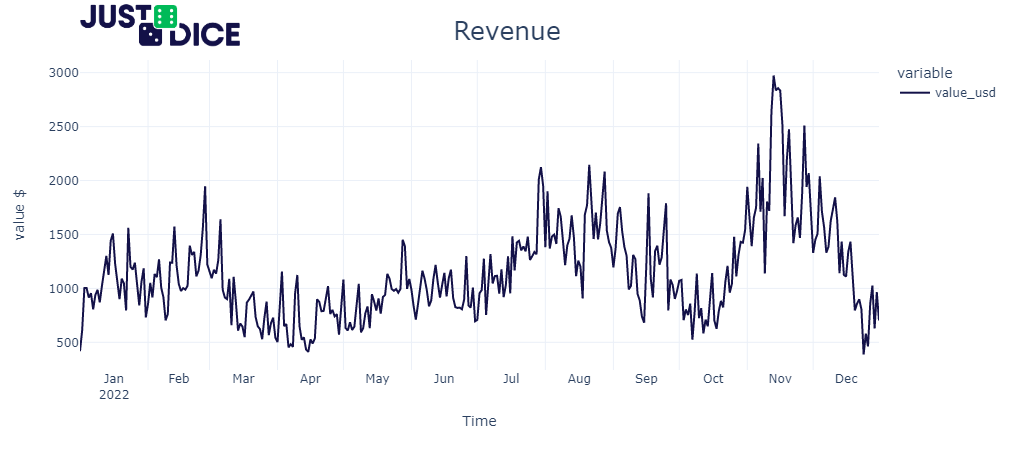 JUST
DICE
Revenue
variable
value_usd
3000
2500
2000
1500
1000
500
value $
Jan
2022
Feb
Mar
Apr
May
Jun
Jul
Aug
Sep
Oct
Nov
Dec
Time